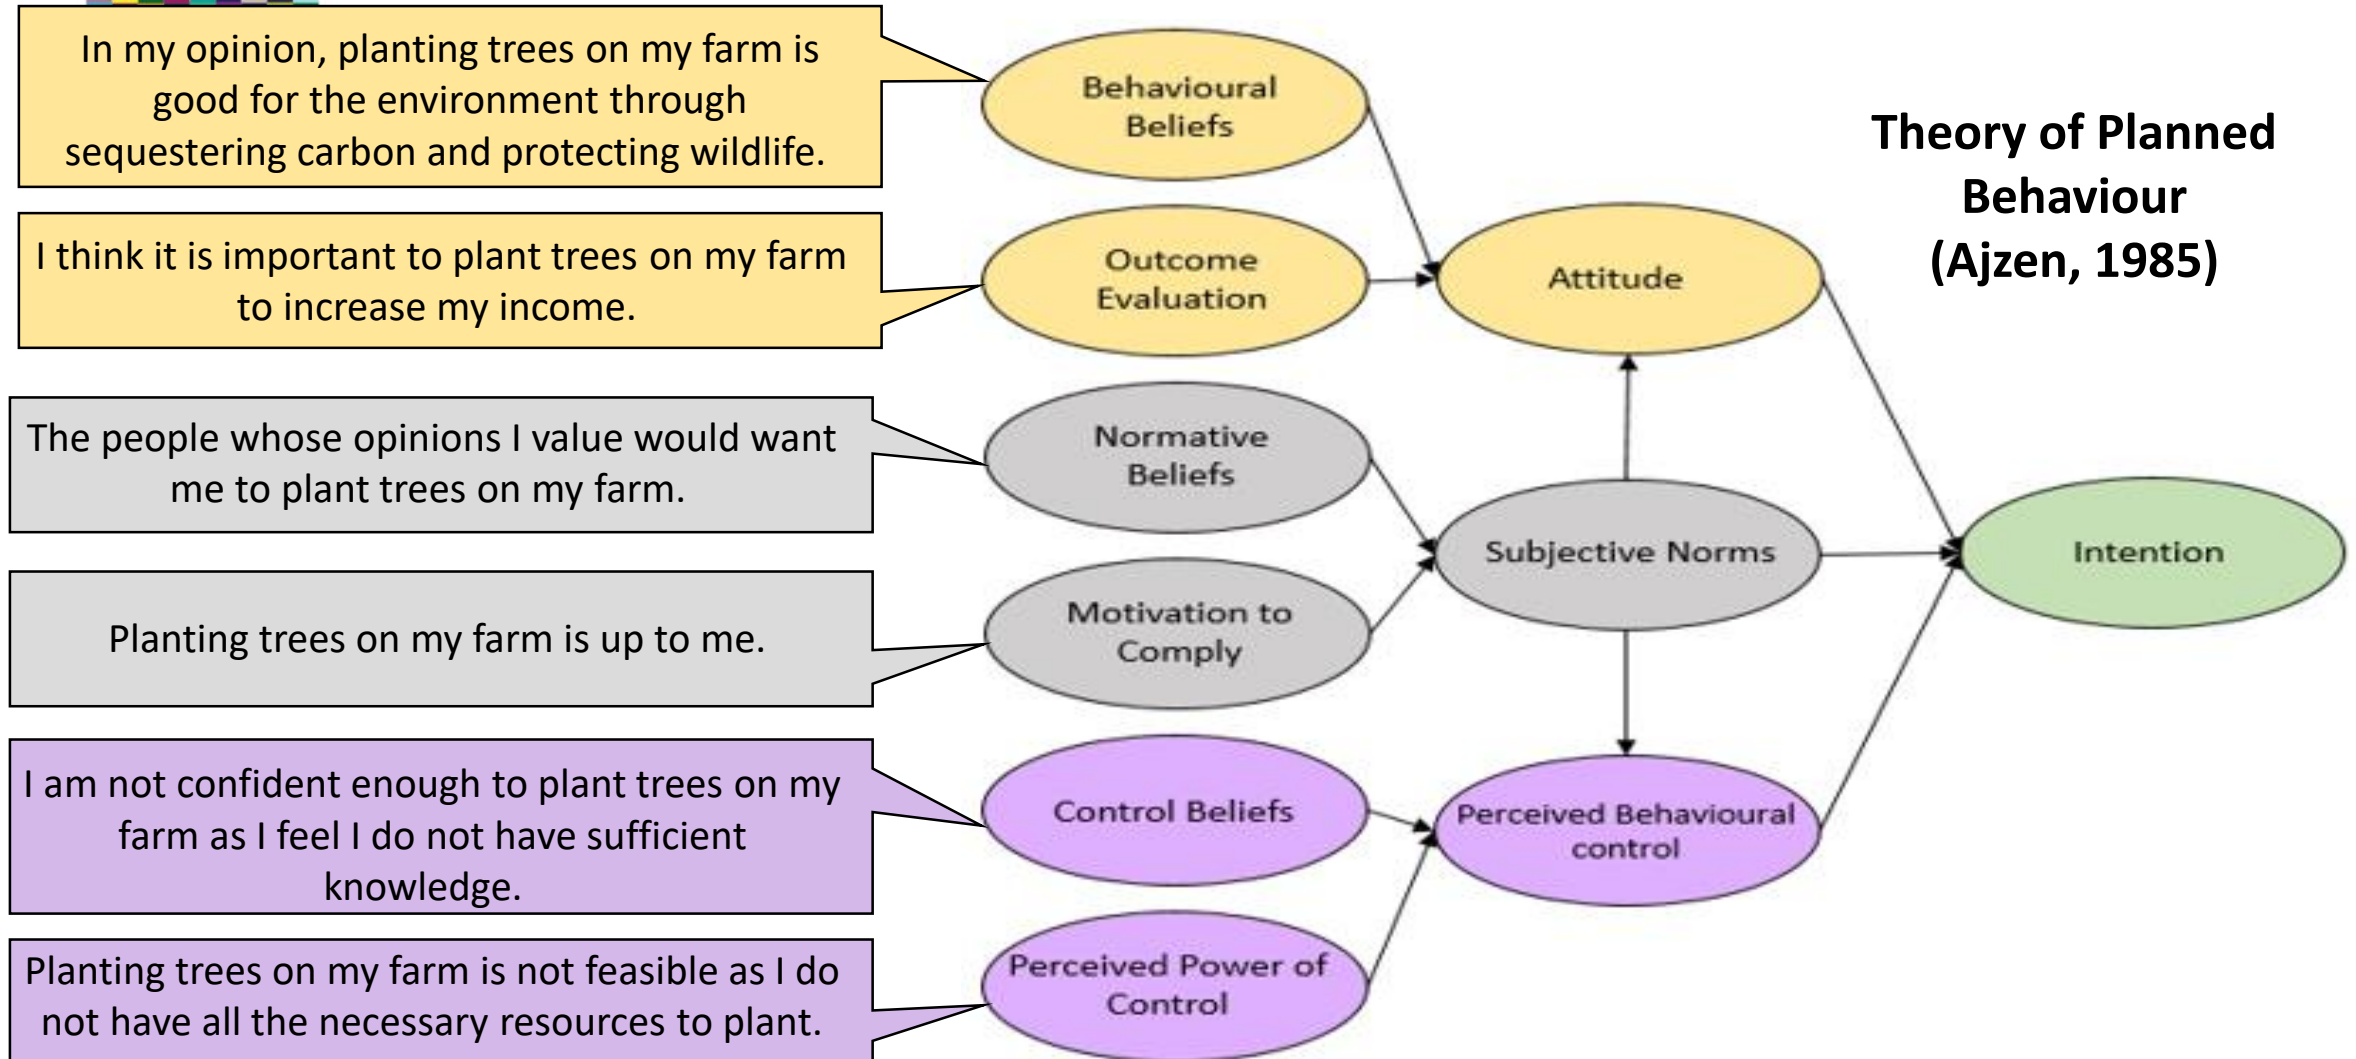 In my opinion, planting trees on my farm is
good for the environment through
sequestering carbon and protecting wildlife.
I think it is important to plant trees on my farm
to increase my income.
The people whose opinions I value would want
me to plant trees on my farm.
Planting trees on my farm is up to me.
I am not confident enough to plant trees on my
farm as I feel I do not have sufficient
knowledge.
Planting trees on my farm is not feasible as I do
not have all the necessary resources to plant.
Behavioural
Beliefs
Outcome
Evaluation
Normative
Beliefs
Motivation to
Comply
Control Beliefs
Perceived Power of
Control
Attitude
Subjective Norms
Perceived Behavioural
control
Intention
Theory of Planned
Behaviour
(Ajzen, 1985)